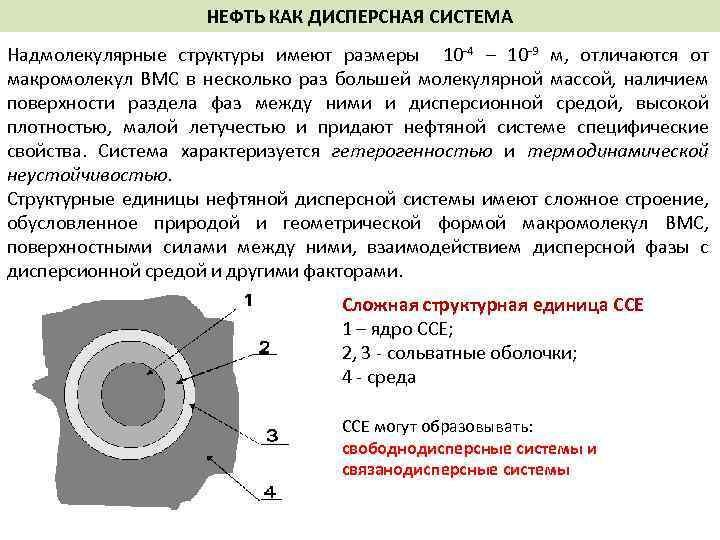 НЕФТЬ КАК ДИСПЕРСНАЯ СИСТЕМА
Надмолекулярные структуры имеют размеры 10⁻⁴ – 10⁻⁹ м, отличаются от
макромолекул ВМС в несколько раз большей молекулярной массой, наличием
поверхности раздела фаз между ними и дисперсионной средой, высокой
плотностью, малой летучестью и придают нефтяной системе специфические
свойства. Система характеризуется гетерогенностью и термодинамической
неустойчивостью.
Структурные единицы нефтяной дисперсной системы имеют сложное строение,
обусловленное природой и геометрической формой макромолекул ВМС,
поверхностными силами между ними, взаимодействием дисперсной фазы с
дисперсионной средой и другими факторами.
1
2
3
4
Сложная структурная единица ССЕ
1 – ядро ССЕ;
2, 3 - сольватные оболочки;
4 - среда
ССЕ могут образовывать:
свободнодисперсные системы и
связанодисперсные системы